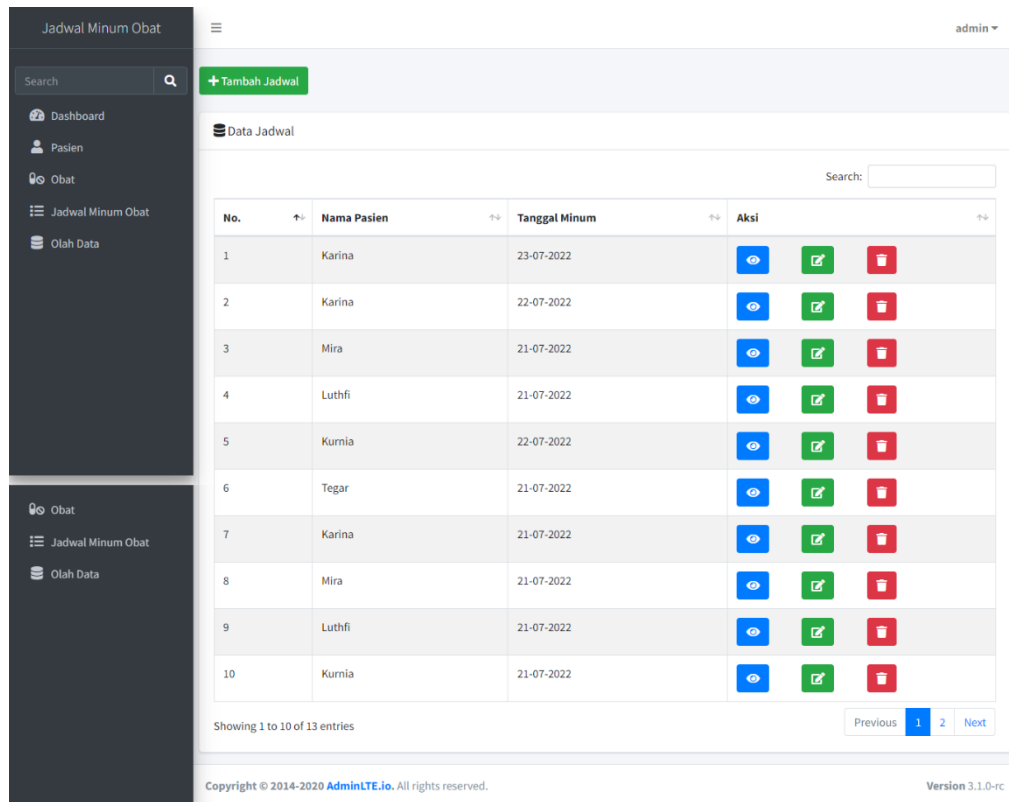 Jadwal Minum Obat
admin
Search
Dashboard
Pasien
Obat
Jadwal Minum Obat
Olah Data
Obat
Jadwal Minum Obat
Olah Data
Tambah Jadwal
Data Jadwal
Search:
No. Nama Pasien Tanggal Minum Aksi
1 Karina 23-07-2022
2 Karina 22-07-2022
3 Mira 21-07-2022
4 Luthfi 21-07-2022
5 Kurnia 22-07-2022
6 Tegar 21-07-2022
7 Karina 21-07-2022
8 Mira 21-07-2022
9 Luthfi 21-07-2022
10 Kurnia 21-07-2022
Showing 1 to 10 of 13 entries
Previous 1 2 Next
Copyright © 2014-2020 AdminLTE.io. All rights reserved. Version 3.1.0-rc